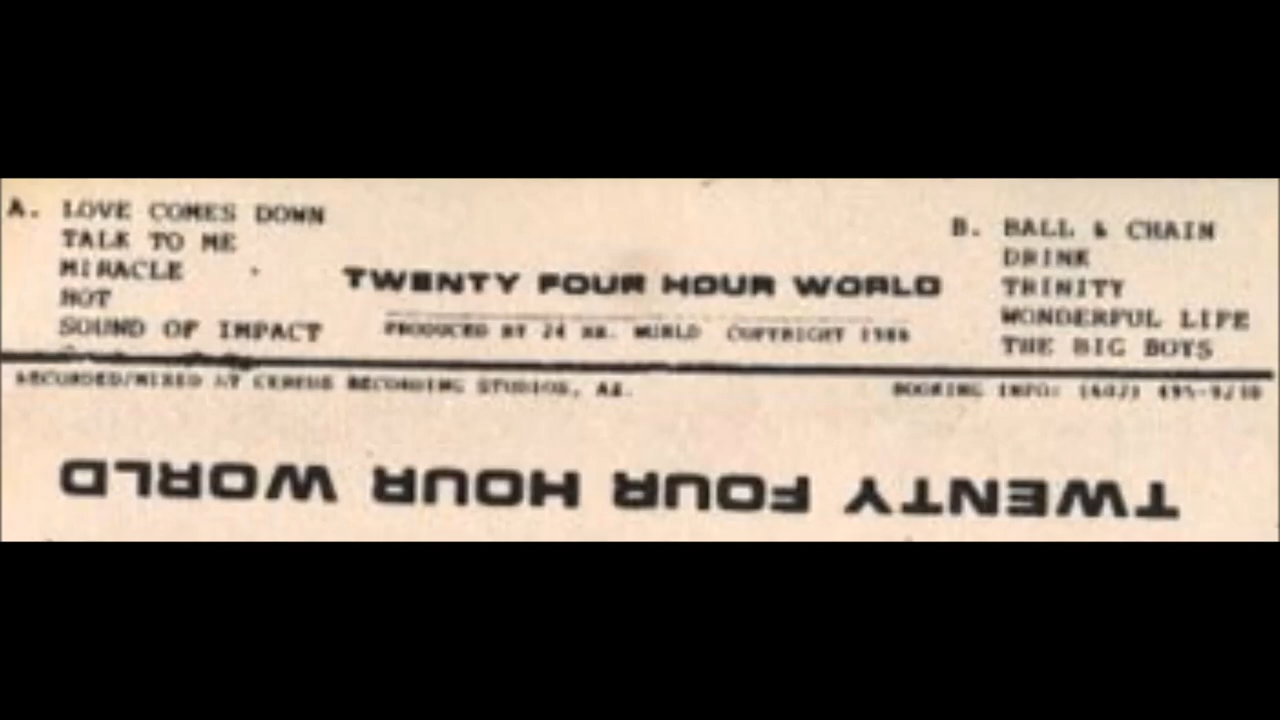 A. LOVE COMES DOWN
TALK TO ME
MIRACLE
HOT
SOUND OF IMPACT
TWENTY FOUR HOUR WORLD
PRODUCED BY 24 HR. WORLD COPYRIGHT 1986
B. BALL & CHAIN
DRINK
TRINITY
WONDERFUL LIFE
THE BIG BOYS
RECORDED/MIXED AT CEREUS RECORDING STUDIOS, AZ.
BOOKING INFO: (602)
TWENTY FOUR HOUR WORLD